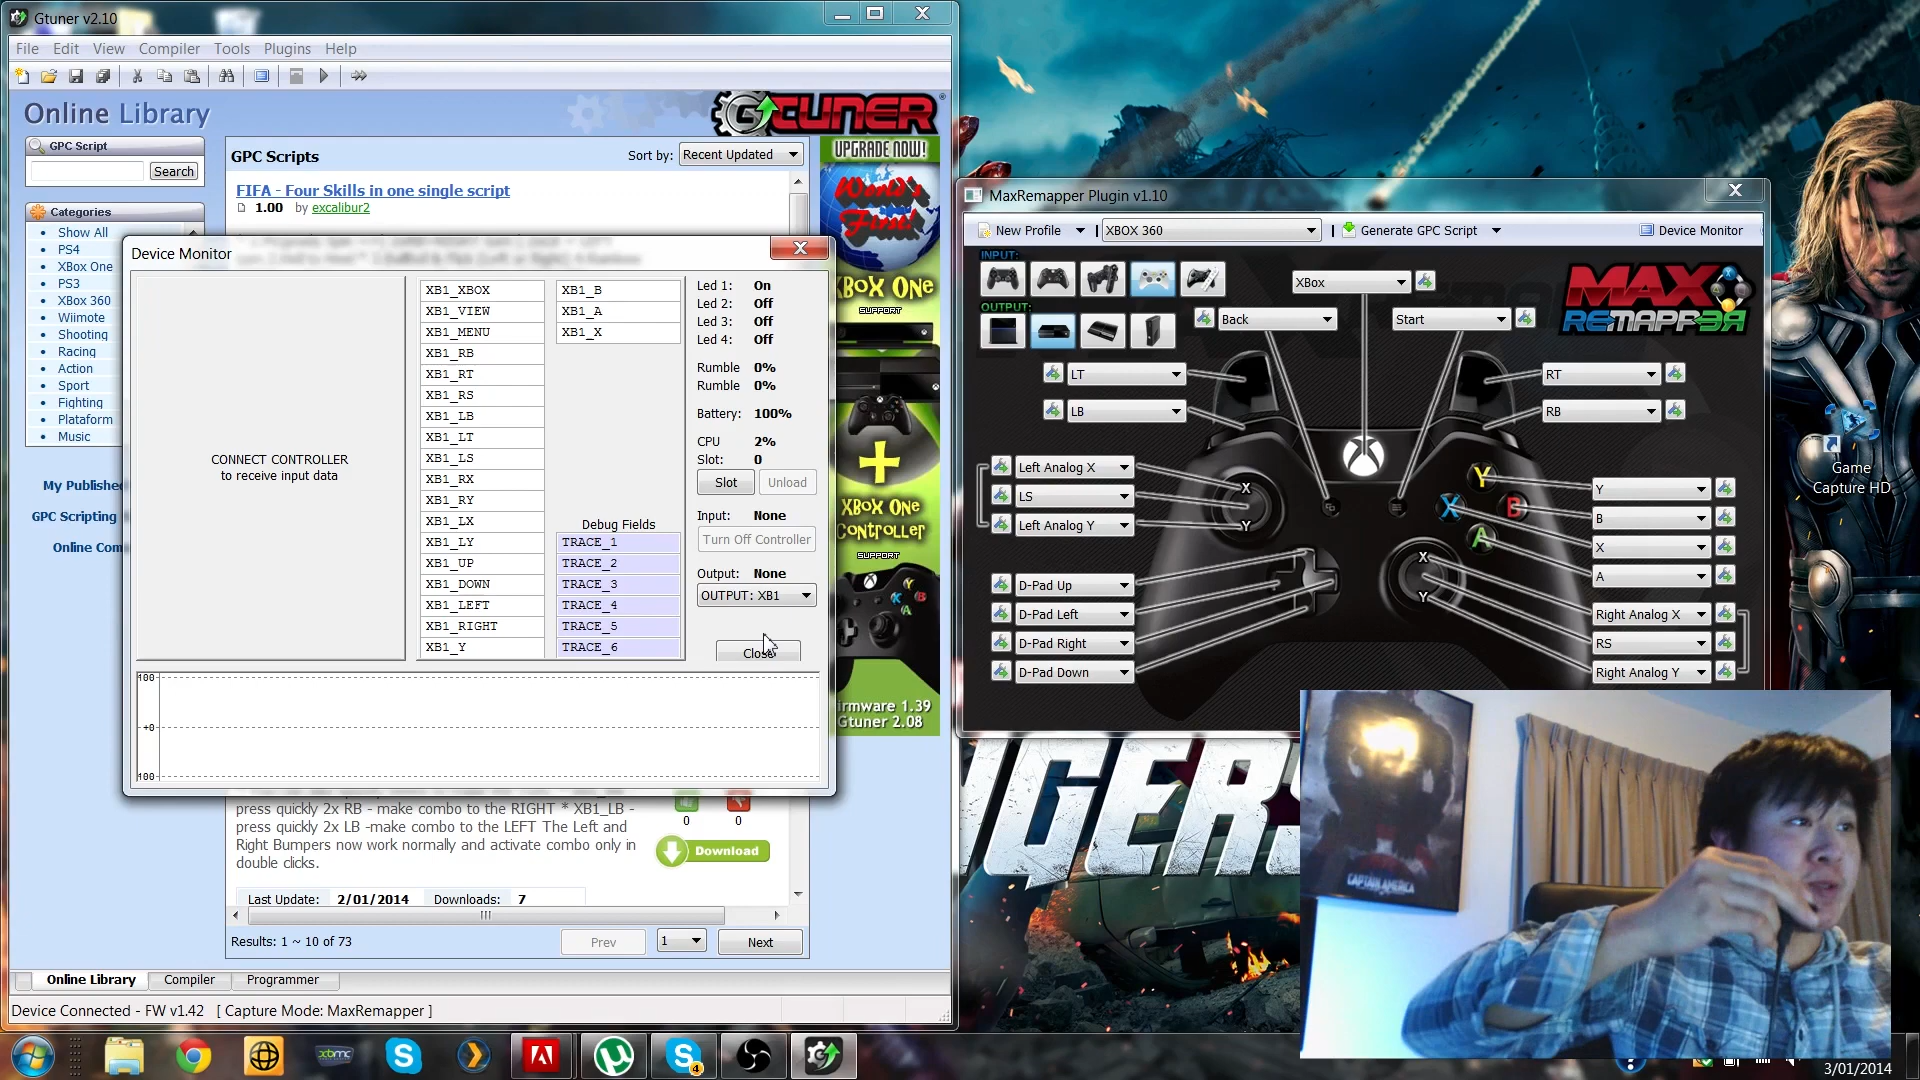 Gtuner v2.10
File Edit View Compiler Tools Plugins Help
Online Library
GTUNER
GPC Script
Search
Categories
Show All
PS4
XBox One
PS3
XBox 360
Wiimote
Shooting
Racing
Action
Sport
Fighting
Plataform
Music
My Publishe
GPC Scripting
Online Com
GPC Scripts
Sort by: Recent Updated
FIFA - Four Skills in one single script
1.00 by excalibur2
UPGRADE NOW!
World's
First!
XBox One
SUPPORT
XBox One
Controller
SUPPORT
irmware 1.39
Gtuner 2.08
Device Monitor
CONNECT CONTROLLER
to receive input data
XB1_XBOX
XB1_VIEW
XB1_MENU
XB1_RB
XB1_RT
XB1_RS
XB1_LB
XB1_LT
XB1_LS
XB1_RX
XB1_RY
XB1_LX
XB1_LY
XB1_UP
XB1_DOWN
XB1_LEFT
XB1_RIGHT
XB1_Y
XB1_B
XB1_A
XB1_X
Debug Fields
TRACE_1
TRACE_2
TRACE_3
TRACE_4
TRACE_5
TRACE_6
Led 1: On
Led 2: Off
Led 3: Off
Led 4: Off
Rumble 0%
Rumble 0%
Battery: 100%
CPU 2%
Slot: 0
Slot Unload
Input: None
Turn Off Controller
Output: None
OUTPUT: XB1
Close
100
+0
100
press quickly 2x RB - make combo to the RIGHT * XB1_LB -
press quickly 2x LB -make combo to the LEFT The Left and
Right Bumpers now work normally and activate combo only in
double clicks.
0 0
Download
Last Update: 2/01/2014 Downloads: 7
Results: 1 ~ 10 of 73
Prev 1 Next
Online Library Compiler Programmer
Device Connected - FW v1.42 [ Capture Mode: MaxRemapper ]
MaxRemapper Plugin v1.10
New Profile | XBOX 360 | Generate GPC Script Device Monitor
INPUT:
OUTPUT:
MAX
REMAPPER
XBox
Back
Start
LT
LB
RT
RB
Left Analog X
LS
Left Analog Y
D-Pad Up
D-Pad Left
D-Pad Right
D-Pad Down
Y
B
X
A
Right Analog X
RS
Right Analog Y
X
Y
Y
X
B
A
X
Y
Game
Capture HD
NGERS
CAPTAIN AMERICA
xbmc
4
3/01/2014